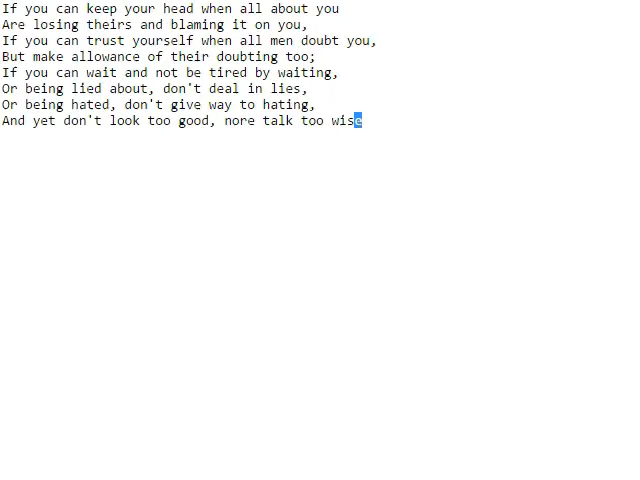 If you can keep your head when all about you
Are losing theirs and blaming it on you,
If you can trust yourself when all men doubt you,
But make allowance of their doubting too;
If you can wait and not be tired by waiting,
Or being lied about, don't deal in lies,
Or being hated, don't give way to hating,
And yet don't look too good, nore talk too wise